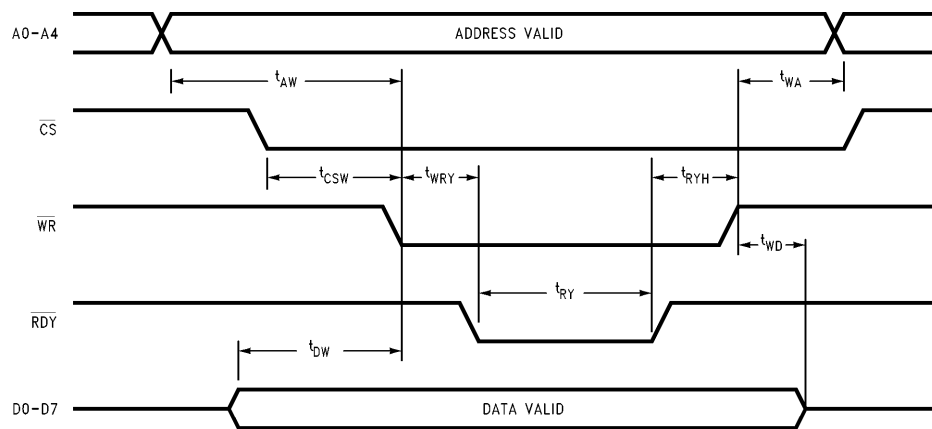 A0-A4
ADDRESS VALID
tAW
tWA
CS
tCSW
tWRY
tRYH
WR
tWD
tRY
RDY
tDW
D0-D7
DATA VALID